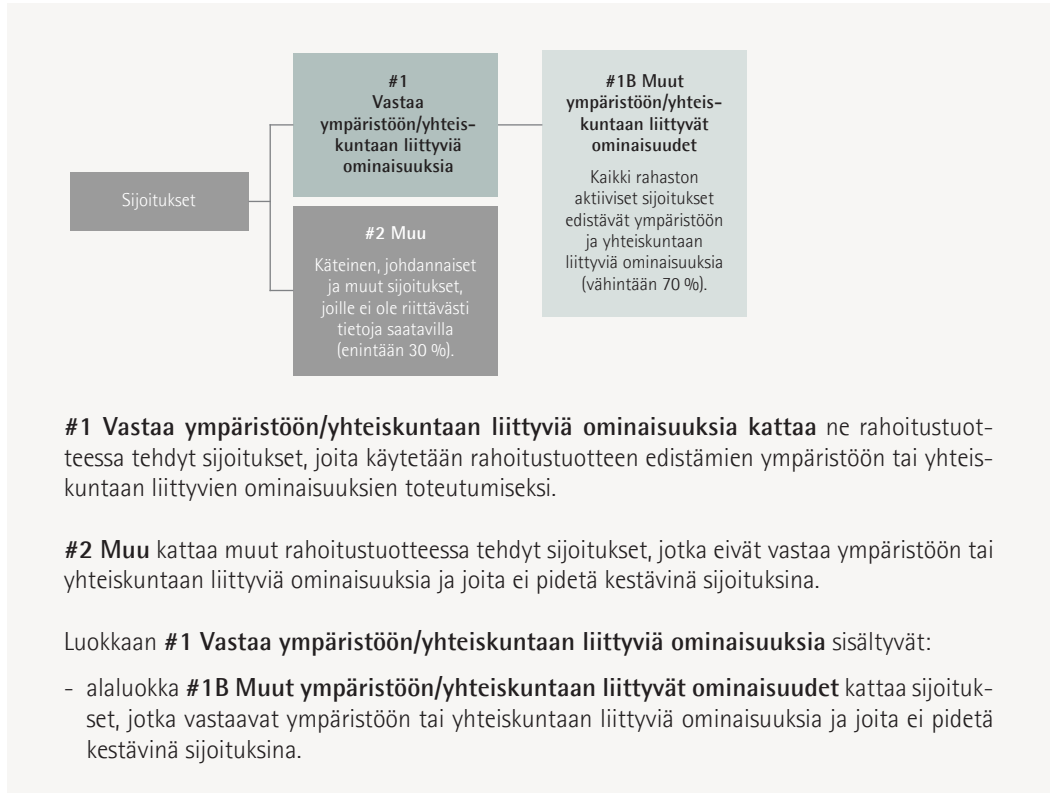 Sijoitukset
#1
Vastaa
ympäristöön/yhteis-
kuntaan liittyviä
ominaisuuksia
#2 Muu
Käteinen, johdannaiset
ja muut sijoitukset,
joille ei ole riittävästi
tietoja saatavilla
(enintään 30 %).
#1B Muut
ympäristöön/yhteis-
kuntaan liittyvät
ominaisuudet
Kaikki rahaston
aktiiviset sijoitukset
edistävät ympäristöön
ja yhteiskuntaan
liittyviä ominaisuuksia
(vähintään 70 %).
#1 Vastaa ympäristöön/yhteiskuntaan liittyviä ominaisuuksia kattaa ne rahoitustuot-
teessa tehdyt sijoitukset, joita käytetään rahoitustuotteen edistämien ympäristöön tai yhteis-
kuntaan liittyvien ominaisuuksien toteutumiseksi.
#2 Muu kattaa muut rahoitustuotteessa tehdyt sijoitukset, jotka eivät vastaa ympäristöön tai
yhteiskuntaan liittyviä ominaisuuksia ja joita ei pidetä kestävinä sijoituksina.
Luokkaan #1 Vastaa ympäristöön/yhteiskuntaan liittyviä ominaisuuksia sisältyvät:
- alaluokka #1B Muut ympäristöön/yhteiskuntaan liittyvät ominaisuudet kattaa sijoituk-
set, jotka vastaavat ympäristöön tai yhteiskuntaan liittyviä ominaisuuksia ja joita ei pidetä
kestävinä sijoituksina.